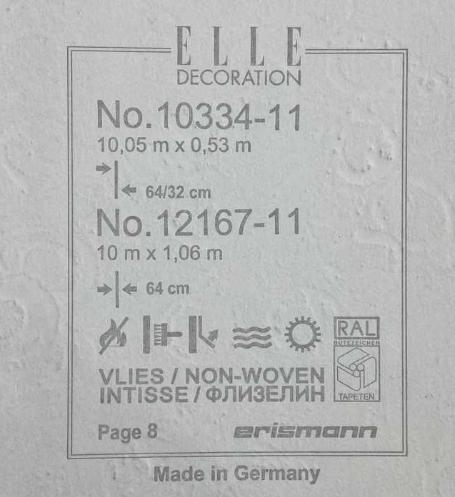 ELLE
DECORATION
No.10334-11
10,05 m x 0,53 m
64/32 cm
No.12167-11
10 m x 1,06 m
64 cm
RAL
GÜTEZEICHEN
TAPETEN
VLIES / NON-WOVEN
INTISSE / ФЛИЗЕЛИН
Page 8
erismann
Made in Germany